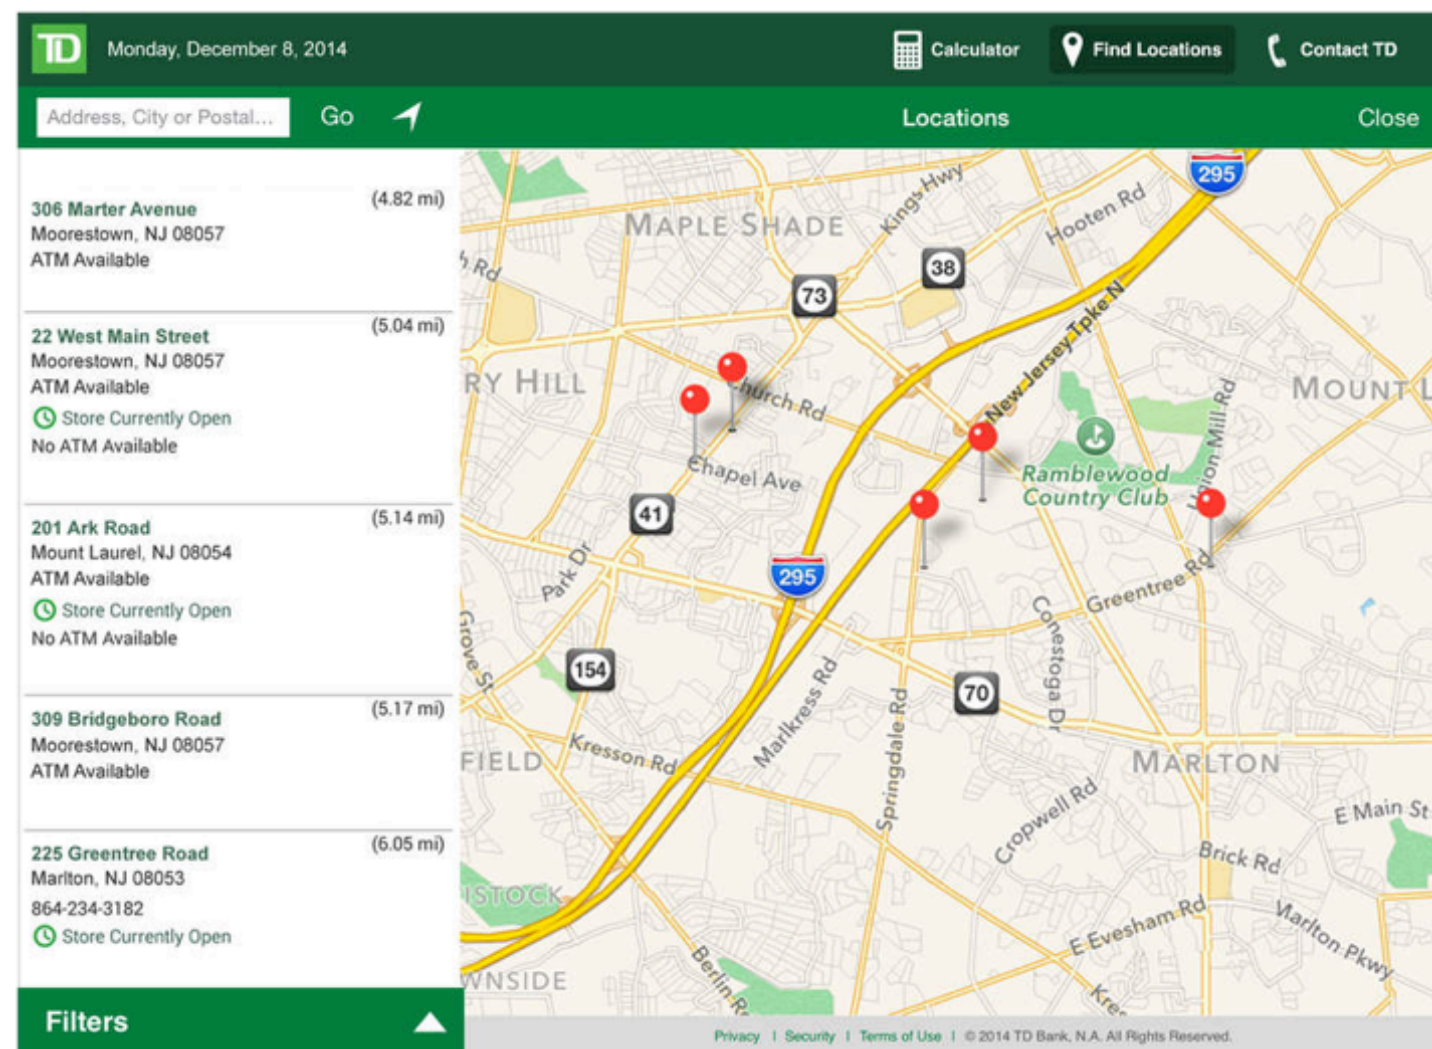 TD
Monday, December 8, 2014
Calculator
Find Locations
Contact TD
Address, City or Postal...
Go
Locations
Close
306 Marter Avenue
(4.82 mi)
Moorestown, NJ 08057
ATM Available
22 West Main Street
(5.04 mi)
Moorestown, NJ 08057
ATM Available
Store Currently Open
No ATM Available
201 Ark Road
(5.14 mi)
Mount Laurel, NJ 08054
ATM Available
Store Currently Open
No ATM Available
309 Bridgeboro Road
(5.17 mi)
Moorestown, NJ 08057
ATM Available
225 Greentree Road
(6.05 mi)
Marlton, NJ 08053
864-234-3182
Store Currently Open
Filters
295
Kings Hwy
MAPLE SHADE
Hooten Rd
h Rd
38
73
New Jersey Tpke N
RY HILL
Church Rd
MOUNT L
Union Mill Rd
Chapel Ave
Ramblewood
Country Club
41
295
Park Dr
Greentree Rd
Conestoga Dr
Grove St
154
70
Marlkress Rd
Springdale Rd
Kresson Rd
FIELD
MARLTON
Cropwell Rd
E Main St
Brick Rd
ISTOCK
E Evesham Rd
Marlton Pkwy
Berlin R
WNSIDE
Kre
Privacy | Security | Terms of Use | © 2014 TD Bank, N.A. All Rights Reserved.